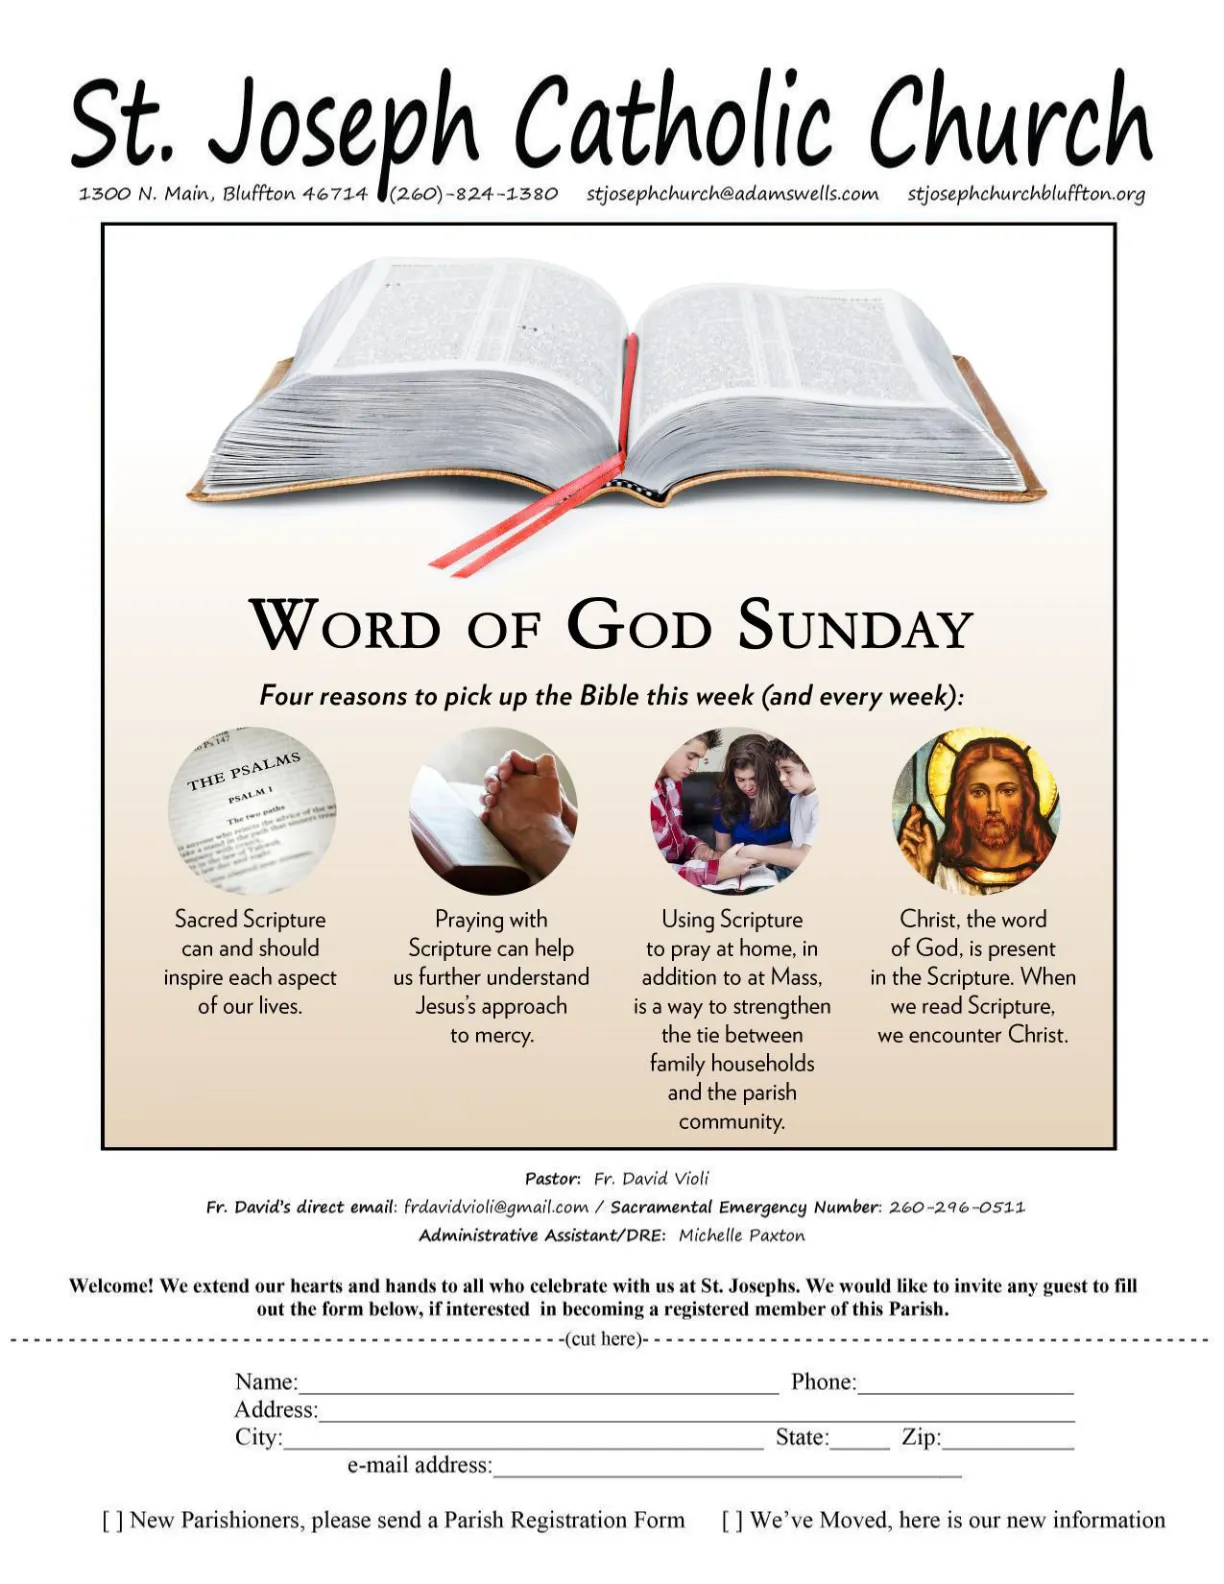 St. Joseph Catholic Church
1300 N. Main, Bluffton 46714 (260)-824-1380 stjosephchurch@adamswells.com stjosephchurchbluffton.org
WORD OF GOD SUNDAY
Four reasons to pick up the Bible this week (and every week):
Ps 147
THE PSALMS
PSALM 1
The two paths
Sacred Scripture
can and should
inspire each aspect
of our lives.
Praying with
Scripture can help
us further understand
Jesus's approach
to mercy.
Using Scripture
to pray at home, in
addition to at Mass,
is a way to strengthen
the tie between
family households
and the parish
community.
Christ, the word
of God, is present
in the Scripture. When
we read Scripture,
we encounter Christ.
Pastor: Fr. David Violi
Fr. David's direct email: frdavidvioli@gmail.com / Sacramental Emergency Number: 260-296-0511
Administrative Assistant/DRE: Michelle Paxton
Welcome! We extend our hearts and hands to all who celebrate with us at St. Josephs. We would like to invite any guest to fill
out the form below, if interested in becoming a registered member of this Parish.
(cut here)
Name: Phone:
Address:
City: State: Zip:
e-mail address:
[ ] New Parishioners, please send a Parish Registration Form [ ] We've Moved, here is our new information